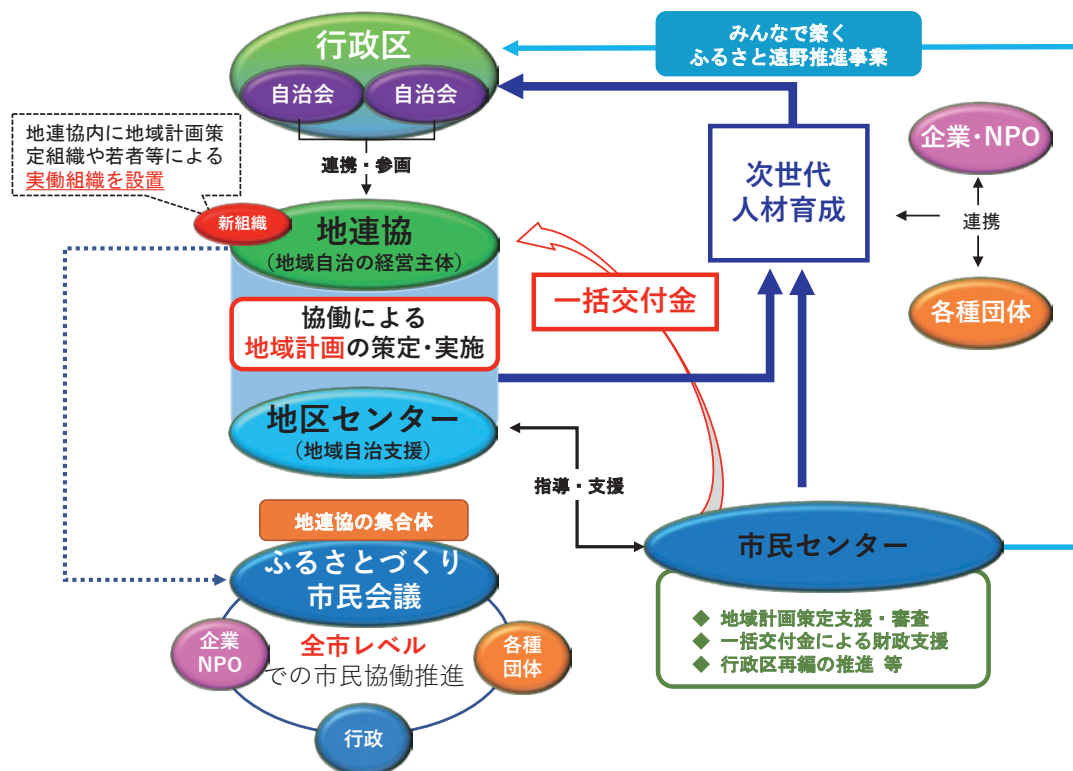 みんなで築く
ふるさと遠野推進事業
行政区
自治会
自治会
地連協内に地域計画策
定組織や若者等による
実働組織を設置
連携・参画
新組織
地連協
（地域自治の経営主体）
次世代
人材育成
企業・NPO
連携
各種団体
一括交付金
協働による
地域計画の策定・実施
地区センター
（地域自治支援）
指導・支援
地連協の集合体
ふるさとづくり
市民会議
企業
NPO
全市レベル
での市民協働推進
各種
団体
行政
市民センター
◆ 地域計画策定支援・審査
◆ 一括交付金による財政支援
◆ 行政区再編の推進 等